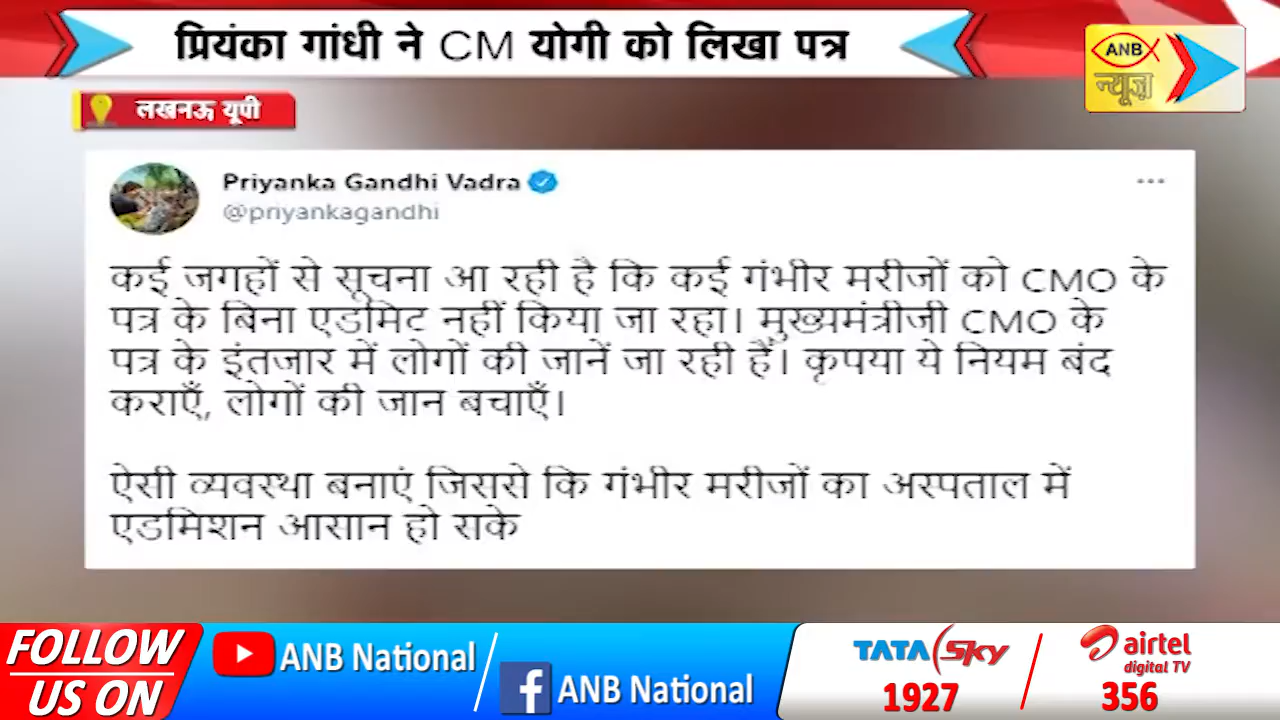 प्रियंका गांधी ने CM योगी को लिखा पत्र
ANB
न्यूज़
लखनऊ यूपी
Priyanka Gandhi Vadra
@priyankagandhi
कई जगहों से सूचना आ रही है कि कई गंभीर मरीजों को CMO के
पत्र के बिना एडमिट नहीं किया जा रहा। मुख्यमंत्रीजी CMO के
पत्र के इंतजार में लोगों की जानें जा रही हैं। कृपया ये नियम बंद
कराएँ, लोगों की जान बचाएँ।
ऐसी व्यवस्था बनाएं जिससे कि गंभीर मरीजों का अस्पताल में
एडमिशन आसान हो सके
FOLLOW
US ON
ANB National
ANB National
TATA Sky
1927
airtel
digital TV
356